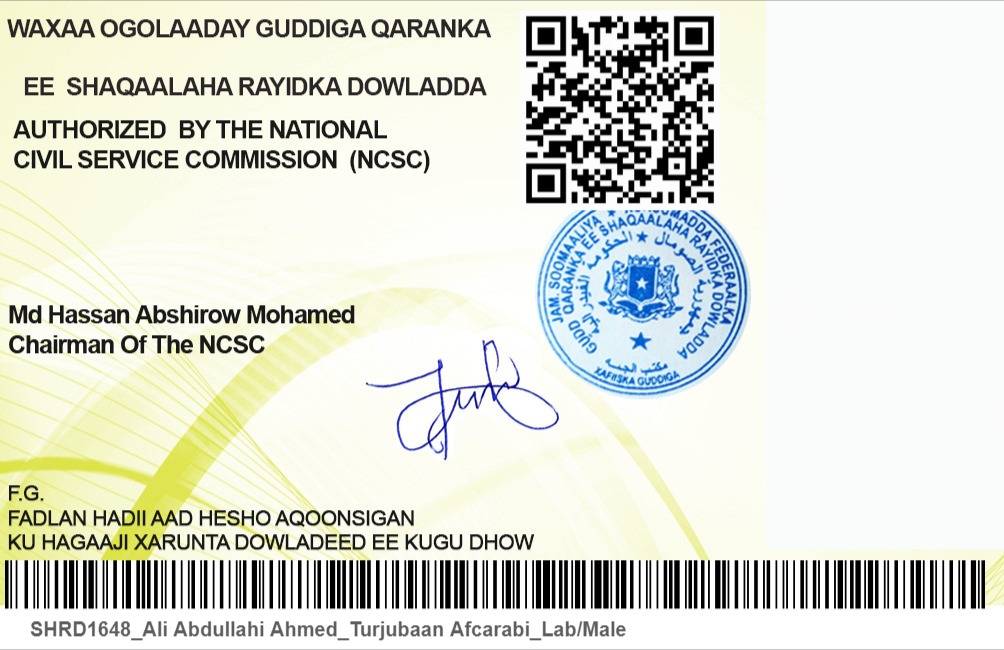 WAXAA OGOLAADAY GUDDIGA QARANKA
EE SHAQAALAHA RAYIDKA DOWLADDA
AUTHORIZED BY THE NATIONAL
CIVIL SERVICE COMMISSION (NCSC)
JAM. SOOMAALIYA
FEDERAALKA
QARANKA EE SHAQAALAHA RAYIDKA DOWLADDA
GUDD
XAFIISKA GUDDIGA
Md Hassan Abshirow Mohamed
Chairman Of The NCSC
F.G.
FADLAN HADII AAD HESHO AQOONSIGAN
KU HAGAAJI XARUNTA DOWLADEED EE KUGU DHOW
SHRD1648_Ali Abdullahi Ahmed_Turjubaan Afcarabi_Lab/Male